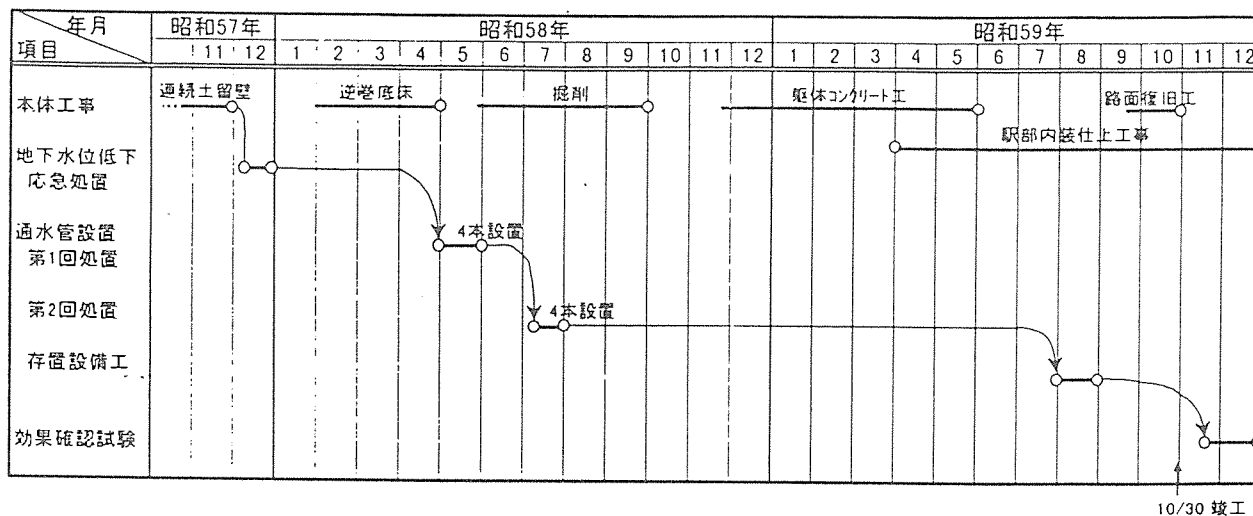 年月 昭和57年 昭和58年 昭和59年
項目 11 12 1 2 3 4 5 6 7 8 9 10 11 12 1 2 3 4 5 6 7 8 9 10 11 12
本体工事 連続土留壁 逆巻底床 掘削 躯体コンクリート工 路面復旧工
駅部内装仕上工事
地下水位低下
応急処置
通水管設置 4本設置
第1回処置
第2回処置 4本設置
存置設備工
効果確認試験
10/30 竣工